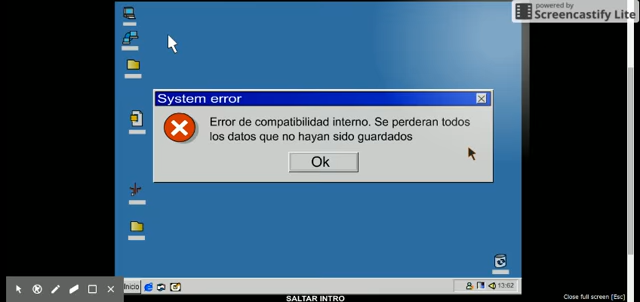 powered by
Screencastify Lite
System error
Error de compatibilidad interno. Se perderan todos
los datos que no hayan sido guardados
Ok
Inicio
13:62
SALTAR INTRO
Close full screen [Esc]